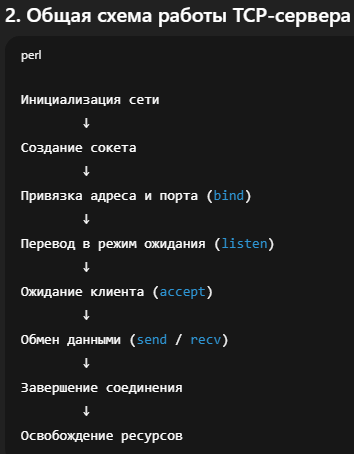 2. Общая схема работы TCP-сервера
perl
Инициализация сети
↓
Создание сокета
↓
Привязка адреса и порта (bind)
↓
Перевод в режим ожидания (listen)
↓
Ожидание клиента (accept)
↓
Обмен данными (send / recv)
↓
Завершение соединения
↓
Освобождение ресурсов